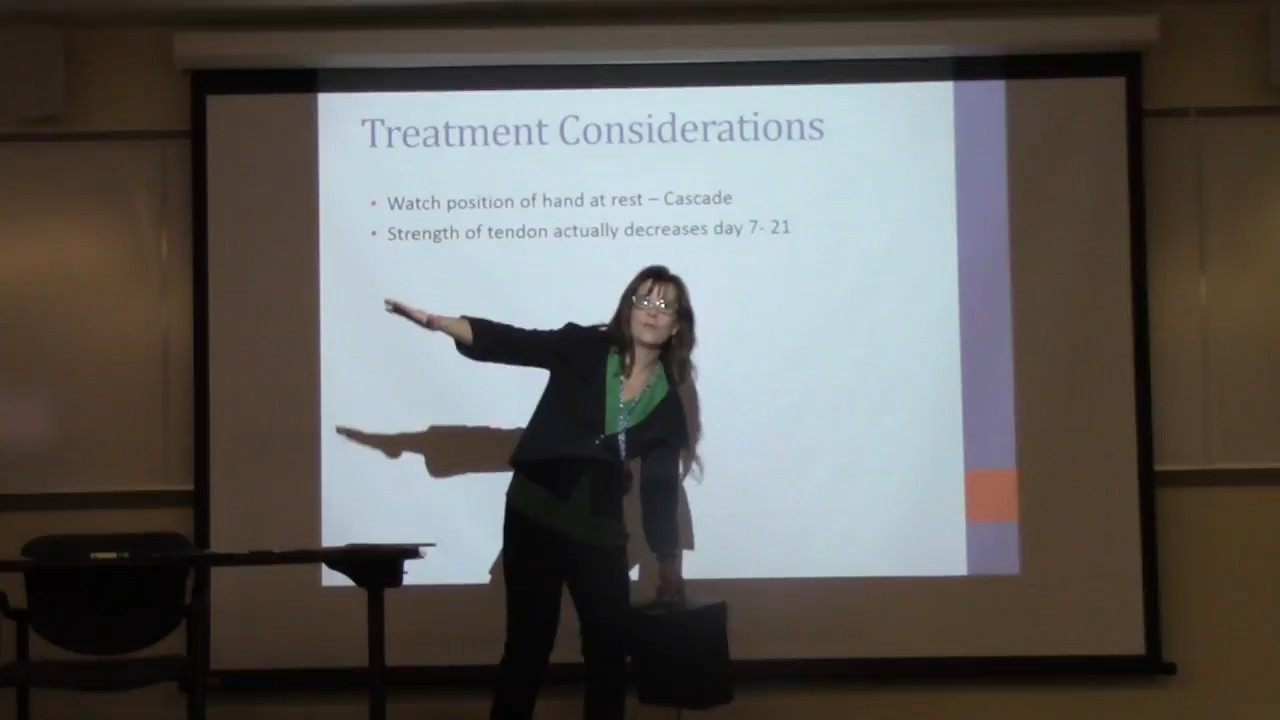 Treatment Considerations
• Watch position of hand at rest – Cascade
• Strength of tendon actually decreases day 7- 21